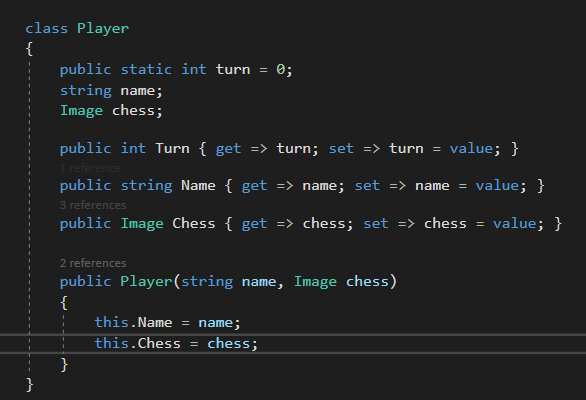 class Player
{
public static int turn = 0;
string name;
Image chess;
public int Turn { get => turn; set => turn = value; }
1 reference
public string Name { get => name; set => name = value; }
3 references
public Image Chess { get => chess; set => chess = value; }
2 references
public Player(string name, Image chess)
{
this.Name = name;
this.Chess = chess;
}
}